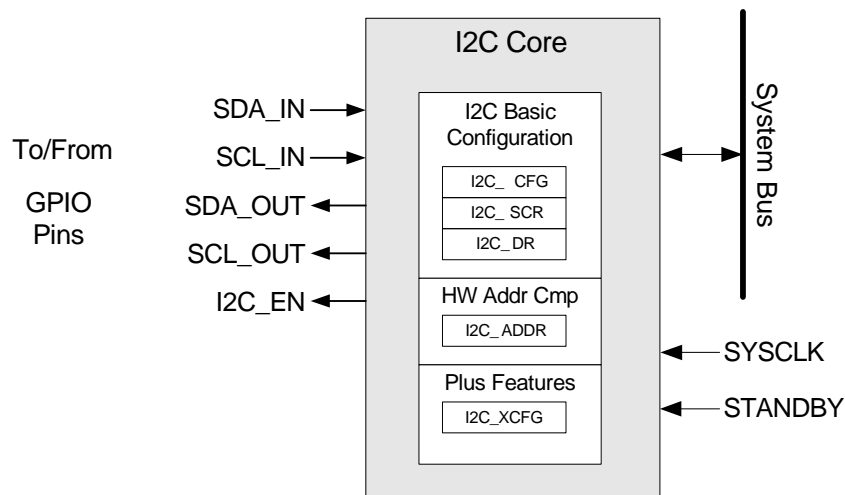 I2C Core
To/From
GPIO
Pins
SDA_IN
SCL_IN
SDA_OUT
SCL_OUT
I2C_EN
I2C Basic
Configuration
I2C_ CFG
I2C_ SCR
I2C_ DR
HW Addr Cmp
I2C_ ADDR
Plus Features
I2C_XCFG
System Bus
SYSCLK
STANDBY